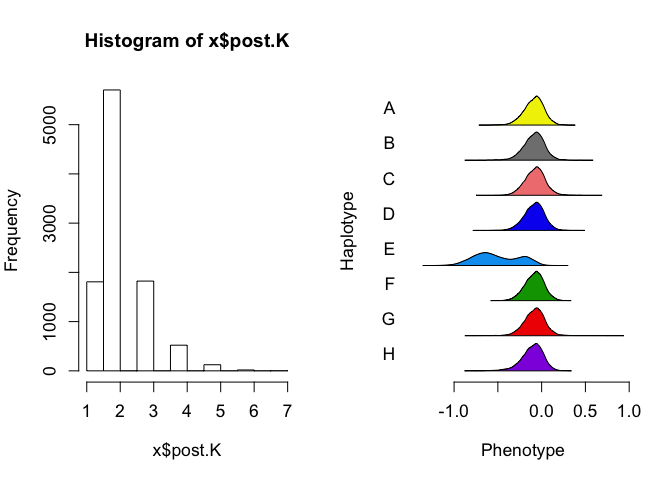 Histogram of x$post.K
Frequency
0
1000
3000
5000
1 2 3 4 5 6 7
x$post.K
Haplotype
A
B
C
D
E
F
G
H
-1.0 0.0 0.5 1.0
Phenotype